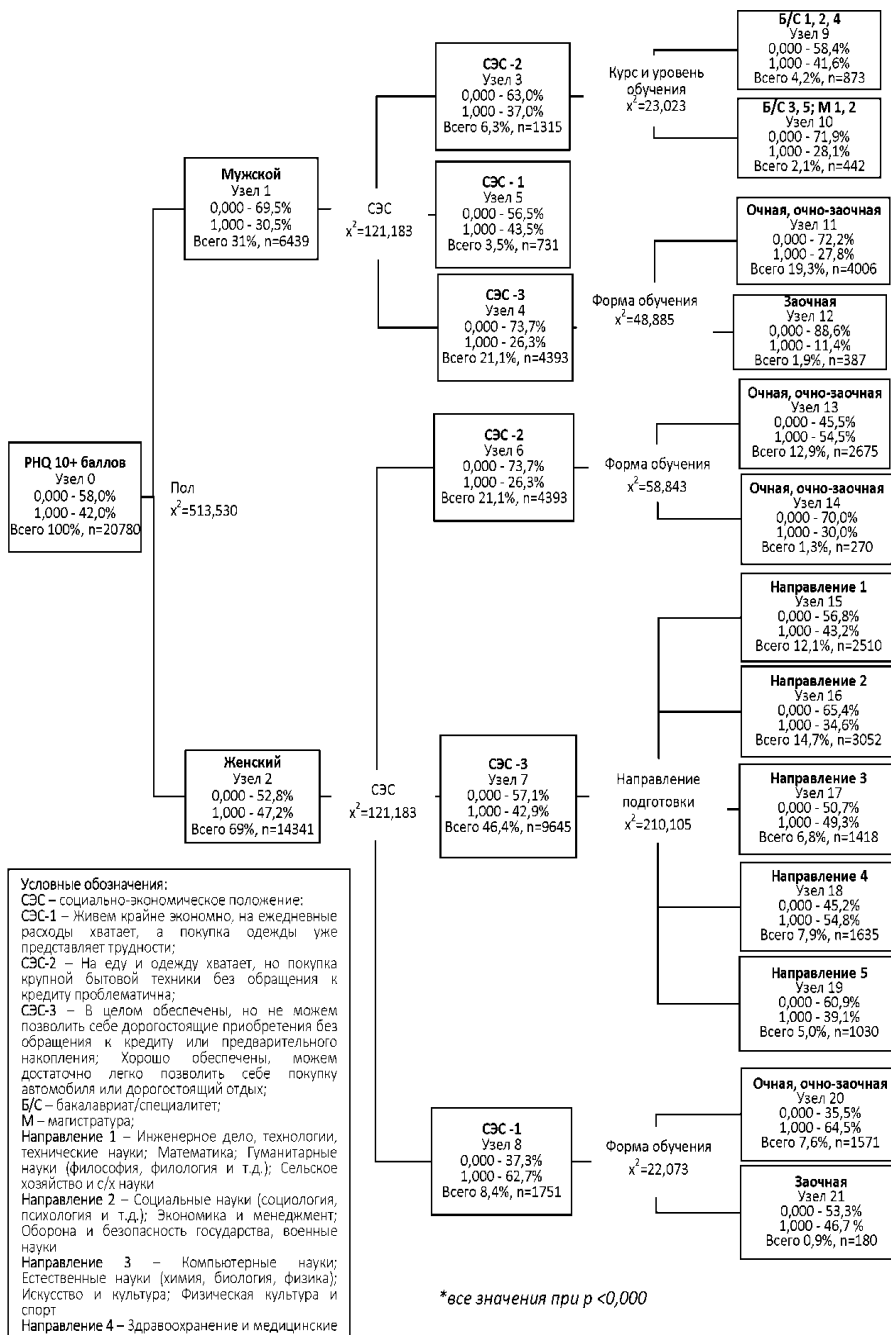 Б/С 1, 2, 4
Узел 9
0,000 - 58,4%
1,000 - 41,6%
Всего 4,2%, n=873
СЭС -2
Узел 3
0,000 - 63,0%
1,000 - 37,0%
Всего 6,3%, n=1315
Курс и уровень
обучения
x²=23,023
Б/С 3, 5; М 1, 2
Узел 10
0,000 - 71,9%
1,000 - 28,1%
Всего 2,1%, n=442
Мужской
Узел 1
0,000 - 69,5%
1,000 - 30,5%
Всего 31%, n=6439
СЭС
x²=121,183
СЭС - 1
Узел 5
0,000 - 56,5%
1,000 - 43,5%
Всего 3,5%, n=731
Очная, очно-заочная
Узел 11
0,000 - 72,2%
1,000 - 27,8%
Всего 19,3%, n=4006
СЭС -3
Узел 4
0,000 - 73,7%
1,000 - 26,3%
Всего 21,1%, n=4393
Форма обучения
x²=48,885
Заочная
Узел 12
0,000 - 88,6%
1,000 - 11,4%
Всего 1,9%, n=387
Очная, очно-заочная
Узел 13
0,000 - 45,5%
1,000 - 54,5%
Всего 12,9%, n=2675
СЭС -2
Узел 6
0,000 - 73,7%
1,000 - 26,3%
Всего 21,1%, n=4393
Форма обучения
x²=58,843
Очная, очно-заочная
Узел 14
0,000 - 70,0%
1,000 - 30,0%
Всего 1,3%, n=270
PHQ 10+ баллов
Узел 0
0,000 - 58,0%
1,000 - 42,0%
Всего 100%, n=20780
Пол
x²=513,530
Направление 1
Узел 15
0,000 - 56,8%
1,000 - 43,2%
Всего 12,1%, n=2510
Направление 2
Узел 16
0,000 - 65,4%
1,000 - 34,6%
Всего 14,7%, n=3052
Женский
Узел 2
0,000 - 52,8%
1,000 - 47,2%
Всего 69%, n=14341
СЭС
x²=121,183
СЭС -3
Узел 7
0,000 - 57,1%
1,000 - 42,9%
Всего 46,4%, n=9645
Направление
подготовки
x²=210,105
Направление 3
Узел 17
0,000 - 50,7%
1,000 - 49,3%
Всего 6,8%, n=1418
Направление 4
Узел 18
0,000 - 45,2%
1,000 - 54,8%
Всего 7,9%, n=1635
Направление 5
Узел 19
0,000 - 60,9%
1,000 - 39,1%
Всего 5,0%, n=1030
Очная, очно-заочная
Узел 20
0,000 - 35,5%
1,000 - 64,5%
Всего 7,6%, n=1571
СЭС -1
Узел 8
0,000 - 37,3%
1,000 - 62,7%
Всего 8,4%, n=1751
Форма обучения
x²=22,073
Заочная
Узел 21
0,000 - 53,3%
1,000 - 46,7 %
Всего 0,9%, n=180
Условные обозначения:
СЭС – социально-экономическое положение:
СЭС-1 – Живем крайне экономно, на ежедневные
расходы хватает, а покупка одежды уже
представляет трудности;
СЭС-2 – На еду и одежду хватает, но покупка
крупной бытовой техники без обращения к
кредиту проблематична;
СЭС-3 – В целом обеспечены, но не можем
позволить себе дорогостоящие приобретения без
обращения к кредиту или предварительного
накопления; Хорошо обеспечены, можем
достаточно легко позволить себе покупку
автомобиля или дорогостоящий отдых;
Б/С – бакалавриат/специалитет;
М – магистратура;
Направление 1 – Инженерное дело, технологии,
технические науки; Математика; Гуманитарные
науки (философия, филология и т.д.); Сельское
хозяйство и с/х науки
Направление 2 – Социальные науки (социология,
психология и т.д.); Экономика и менеджмент;
Оборона и безопасность государства, военные
науки
Направление 3 – Компьютерные науки;
Естественные науки (химия, биология, физика);
Искусство и культура; Физическая культура и
спорт
Направление 4 – Здравоохранение и медицинские
*все значения при p <0,000